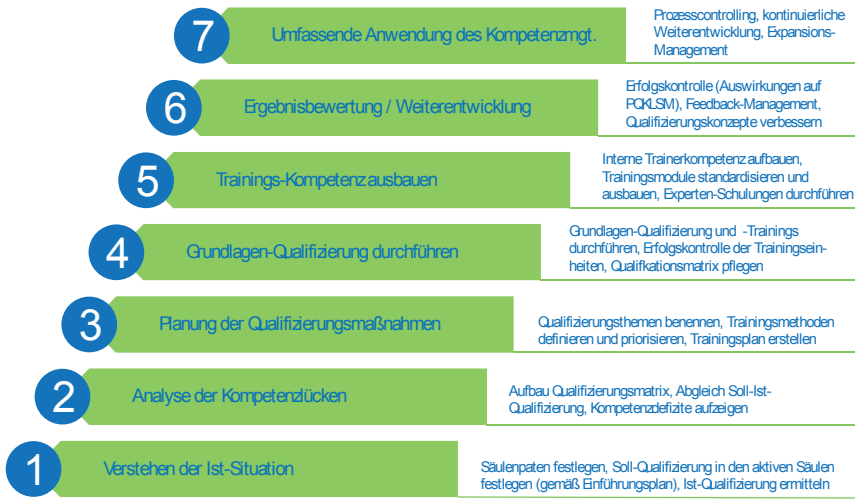 7
Umfassende Anwendung des Kompetenzmgt.
Prozesscontrolling, kontinuierliche
Weiterentwicklung, Expansions-
Management
6
Ergebnisbewertung / Weiterentwicklung
Erfolgskontrolle (Auswirkungen auf
PQKLSM), Feedback-Management,
Qualifizierungskonzepte verbessern
5
Trainings-Kompetenz ausbauen
Interne Trainerkompetenz aufbauen,
Trainingsmodule standardisieren und
ausbauen, Experten-Schulungen durchführen
4
Grundlagen-Qualifizierung durchführen
Grundlagen-Qualifizierung und -Trainings
durchführen, Erfolgskontrolle der Trainingsein-
heiten, Qualifkationsmatrix pflegen
3
Planung der Qualifizierungsmaßnahmen
Qualifizierungsthemen benennen, Trainingsmethoden
definieren und priorisieren, Trainingsplan erstellen
2
Analyse der Kompetenzlücken
Aufbau Qualifizierungsmatrix, Abgleich Soll-Ist-
Qualifizierung, Kompetenzdefizite aufzeigen
1
Verstehen der Ist-Situation
Säulenpaten festlegen, Soll-Qualifizierung in den aktiven Säulen
festlegen (gemäß Einführungsplan), Ist-Qualifizierung ermitteln